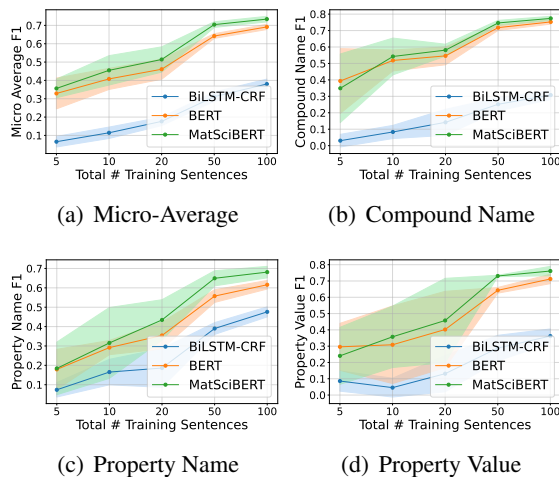 Micro Average F1
0.7
0.6
0.5
0.4
0.3
0.2
0.1
BiLSTM-CRF
BERT
MatSciBERT
5 10 20 50 100
Total # Training Sentences
(a) Micro-Average
Compound Name F1
0.8
0.7
0.6
0.5
0.4
0.3
0.2
0.1
0.0
BiLSTM-CRF
BERT
MatSciBERT
5 10 20 50 100
Total # Training Sentences
(b) Compound Name
Property Name F1
0.7
0.6
0.5
0.4
0.3
0.2
0.1
BiLSTM-CRF
BERT
MatSciBERT
5 10 20 50 100
Total # Training Sentences
(c) Property Name
Property Value F1
0.8
0.7
0.6
0.5
0.4
0.3
0.2
0.1
0.0
BiLSTM-CRF
BERT
MatSciBERT
5 10 20 50 100
Total # Training Sentences
(d) Property Value